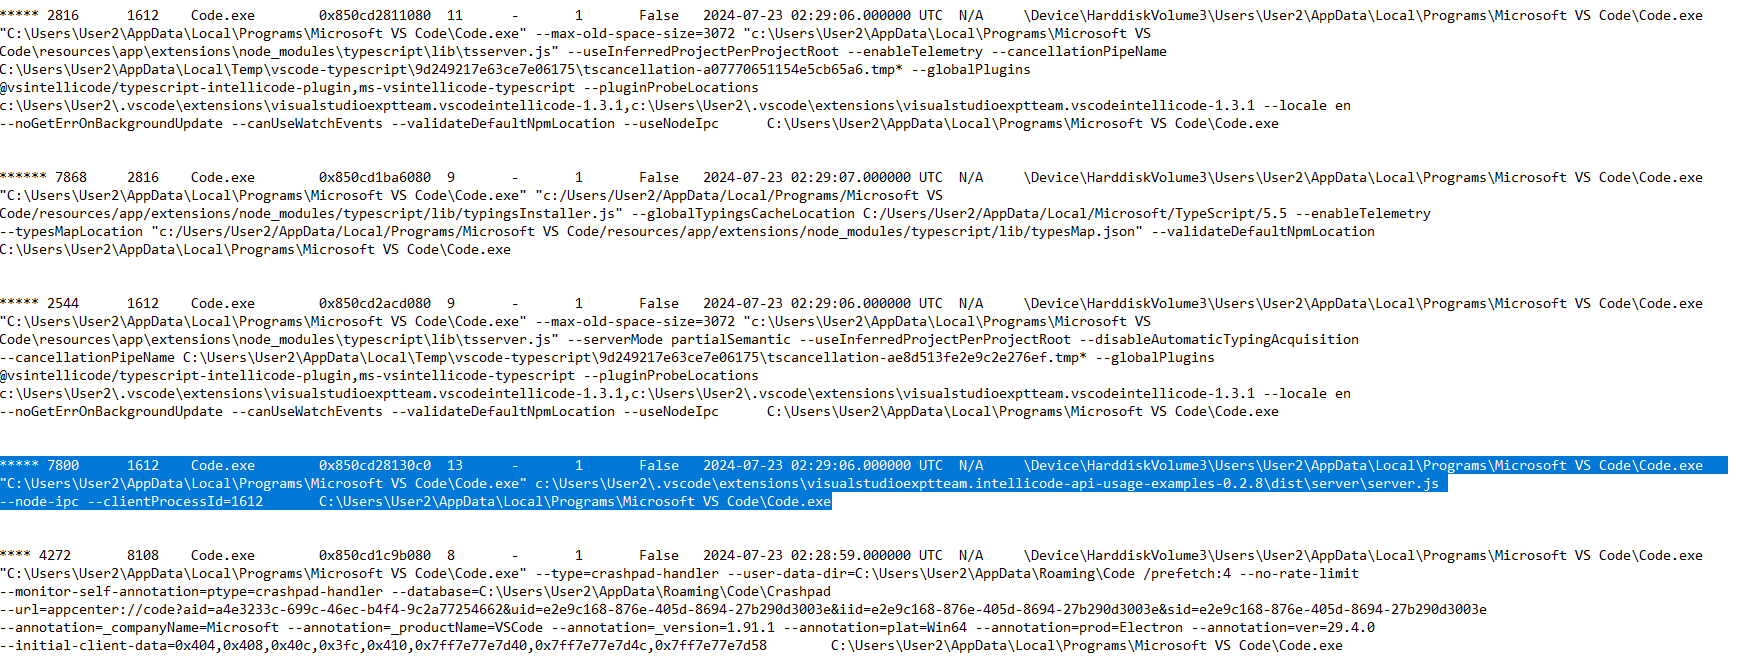 ***** 2816 1612 Code.exe 0x850cd2811080 11 - 1 False 2024-07-23 02:29:06.000000 UTC N/A \Device\HarddiskVolume3\Users\User2\AppData\Local\Programs\Microsoft VS Code\Code.exe
"C:\Users\User2\AppData\Local\Programs\Microsoft VS Code\Code.exe" --max-old-space-size=3072 "c:\Users\User2\AppData\Local\Programs\Microsoft VS
Code\resources\app\extensions\node_modules\typescript\lib\tsserver.js" --useInferredProjectPerProjectRoot --enableTelemetry --cancellationPipeName
C:\Users\User2\AppData\Local\Temp\vscode-typescript\9d249217e63ce7e06175\tscancellation-a07770651154e5cb65a6.tmp* --globalPlugins
@vsintellicode/typescript-intellicode-plugin,ms-vsintellicode-typescript --pluginProbeLocations
c:\Users\User2\.vscode\extensions\visualstudioexptteam.vscodeintellicode-1.3.1,c:\Users\User2\.vscode\extensions\visualstudioexptteam.vscodeintellicode-1.3.1 --locale en
--noGetErrOnBackgroundUpdate --canUseWatchEvents --validateDefaultNpmLocation --useNodeIpc C:\Users\User2\AppData\Local\Programs\Microsoft VS Code\Code.exe
****** 7868 2816 Code.exe 0x850cd1ba6080 9 - 1 False 2024-07-23 02:29:07.000000 UTC N/A \Device\HarddiskVolume3\Users\User2\AppData\Local\Programs\Microsoft VS Code\Code.exe
"C:\Users\User2\AppData\Local\Programs\Microsoft VS Code\Code.exe" "c:/Users/User2/AppData/Local/Programs/Microsoft VS
Code/resources/app/extensions/node_modules/typescript/lib/typingsInstaller.js" --globalTypingsCacheLocation C:/Users/User2/AppData/Local/Microsoft/TypeScript/5.5 --enableTelemetry
--typesMapLocation "c:/Users/User2/AppData/Local/Programs/Microsoft VS Code/resources/app/extensions/node_modules/typescript/lib/typesMap.json" --validateDefaultNpmLocation
C:\Users\User2\AppData\Local\Programs\Microsoft VS Code\Code.exe
***** 2544 1612 Code.exe 0x850cd2acd080 9 - 1 False 2024-07-23 02:29:06.000000 UTC N/A \Device\HarddiskVolume3\Users\User2\AppData\Local\Programs\Microsoft VS Code\Code.exe
"C:\Users\User2\AppData\Local\Programs\Microsoft VS Code\Code.exe" --max-old-space-size=3072 "c:\Users\User2\AppData\Local\Programs\Microsoft VS
Code\resources\app\extensions\node_modules\typescript\lib\tsserver.js" --serverMode partialSemantic --useInferredProjectPerProjectRoot --disableAutomaticTypingAcquisition
--cancellationPipeName C:\Users\User2\AppData\Local\Temp\vscode-typescript\9d249217e63ce7e06175\tscancellation-ae8d513fe2e9c2e276ef.tmp* --globalPlugins
@vsintellicode/typescript-intellicode-plugin,ms-vsintellicode-typescript --pluginProbeLocations
c:\Users\User2\.vscode\extensions\visualstudioexptteam.vscodeintellicode-1.3.1,c:\Users\User2\.vscode\extensions\visualstudioexptteam.vscodeintellicode-1.3.1 --locale en
--noGetErrOnBackgroundUpdate --canUseWatchEvents --validateDefaultNpmLocation --useNodeIpc C:\Users\User2\AppData\Local\Programs\Microsoft VS Code\Code.exe
***** 7800 1612 Code.exe 0x850cd28130c0 13 - 1 False 2024-07-23 02:29:06.000000 UTC N/A \Device\HarddiskVolume3\Users\User2\AppData\Local\Programs\Microsoft VS Code\Code.exe
"C:\Users\User2\AppData\Local\Programs\Microsoft VS Code\Code.exe" c:\Users\User2\.vscode\extensions\visualstudioexptteam.intellicode-api-usage-examples-0.2.8\dist\server\server.js
--node-ipc --clientProcessId=1612 C:\Users\User2\AppData\Local\Programs\Microsoft VS Code\Code.exe
**** 4272 8108 Code.exe 0x850cd1c9b080 8 - 1 False 2024-07-23 02:28:59.000000 UTC N/A \Device\HarddiskVolume3\Users\User2\AppData\Local\Programs\Microsoft VS Code\Code.exe
"C:\Users\User2\AppData\Local\Programs\Microsoft VS Code\Code.exe" --type=crashpad-handler --user-data-dir=C:\Users\User2\AppData\Roaming\Code /prefetch:4 --no-rate-limit
--monitor-self-annotation=ptype=crashpad-handler --database=C:\Users\User2\AppData\Roaming\Code\Crashpad
--url=appcenter://code?aid=a4e3233c-699c-46ec-b4f4-9c2a77254662&uid=e2e9c168-876e-405d-8694-27b290d3003e&iid=e2e9c168-876e-405d-8694-27b290d3003e&sid=e2e9c168-876e-405d-8694-27b290d3003e
--annotation=_companyName=Microsoft --annotation=_productName=VSCode --annotation=_version=1.91.1 --annotation=plat=Win64 --annotation=prod=Electron --annotation=ver=29.4.0
--initial-client-data=0x404,0x408,0x40c,0x3fc,0x410,0x7ff7e77e7d40,0x7ff7e77e7d4c,0x7ff7e77e7d58 C:\Users\User2\AppData\Local\Programs\Microsoft VS Code\Code.exe